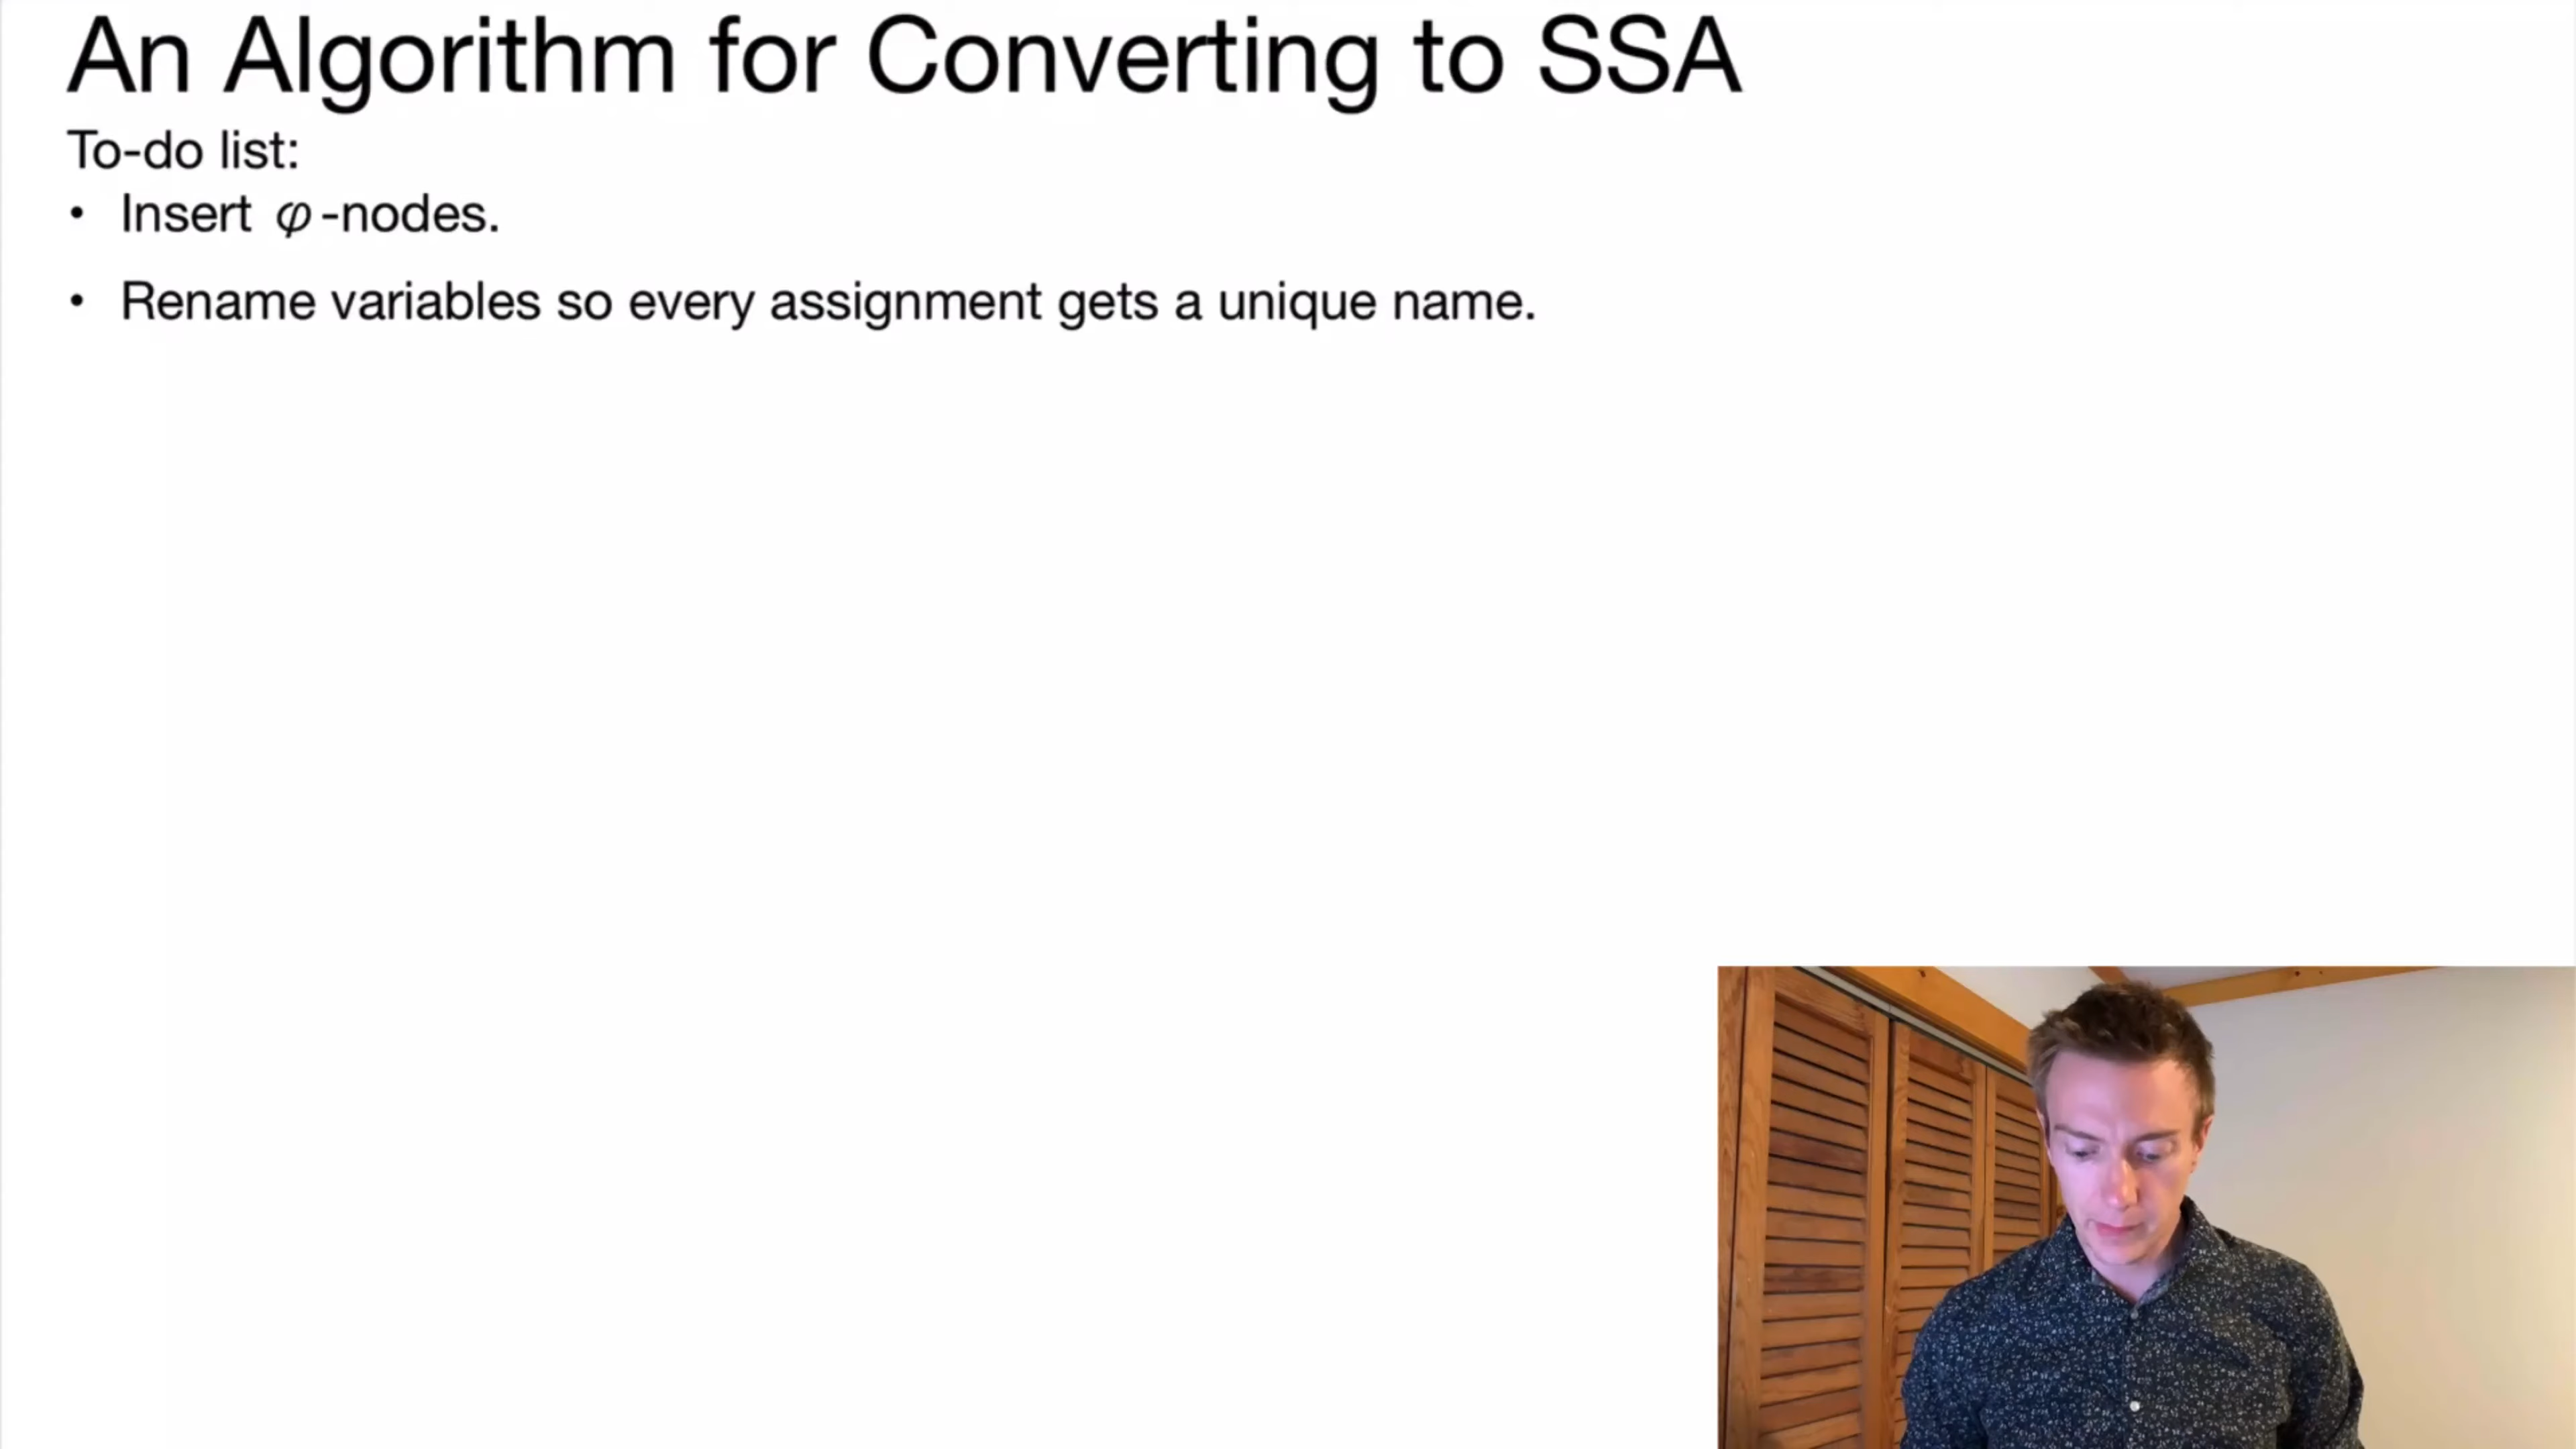 An Algorithm for Converting to SSA
To-do list:
• Insert φ-nodes.
• Rename variables so every assignment gets a unique name.